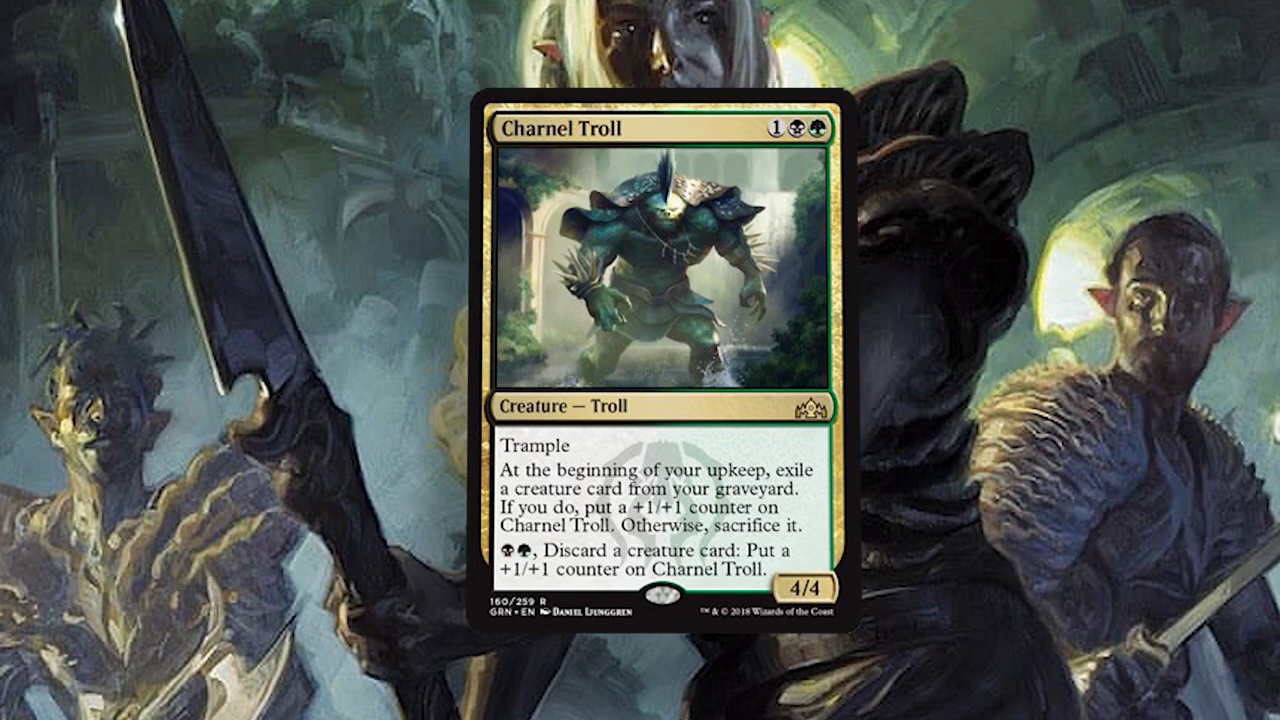 Charnel Troll 1
Creature — Troll
Trample
At the beginning of your upkeep, exile
a creature card from your graveyard.
If you do, put a +1/+1 counter on
Charnel Troll. Otherwise, sacrifice it.
, Discard a creature card: Put a
+1/+1 counter on Charnel Troll.
4/4
160/259 R
GRN • EN Daniel Ljunggren
™ & © 2018 Wizards of the Coast